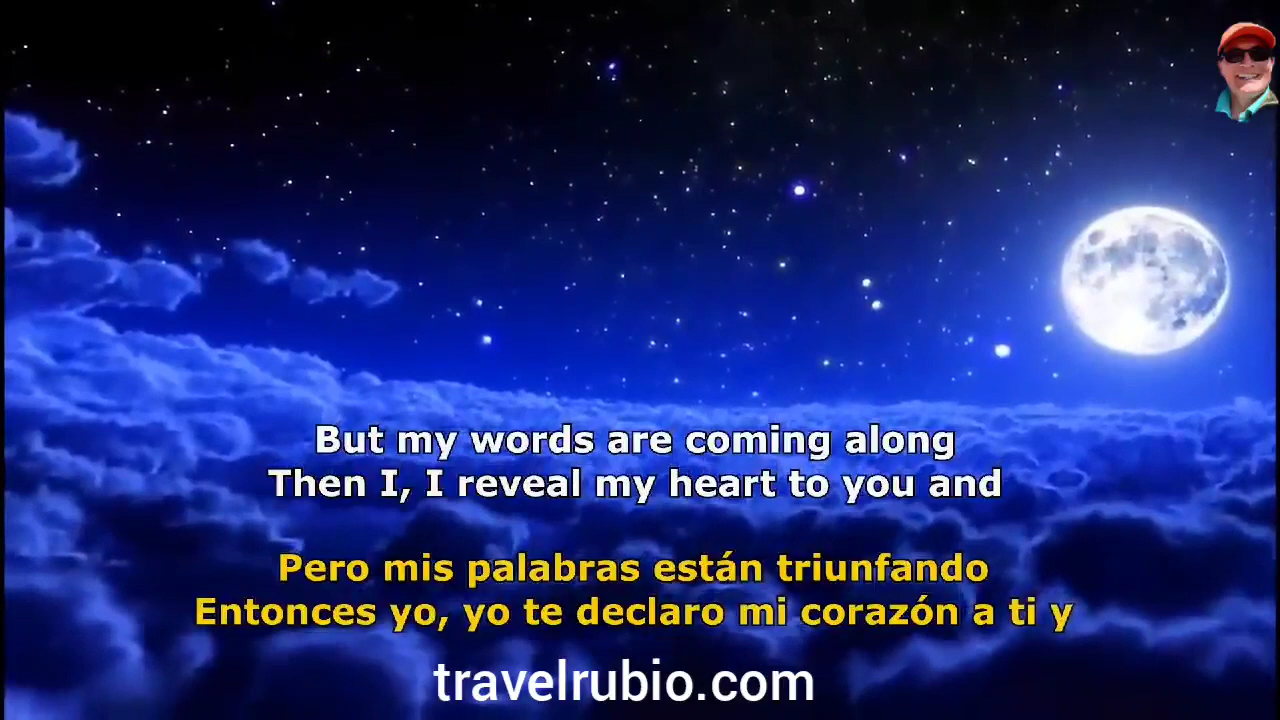 But my words are coming along
Then I, I reveal my heart to you and
Pero mis palabras están triunfando
Entonces yo, yo te declaro mi corazón a ti y
travelrubio.com